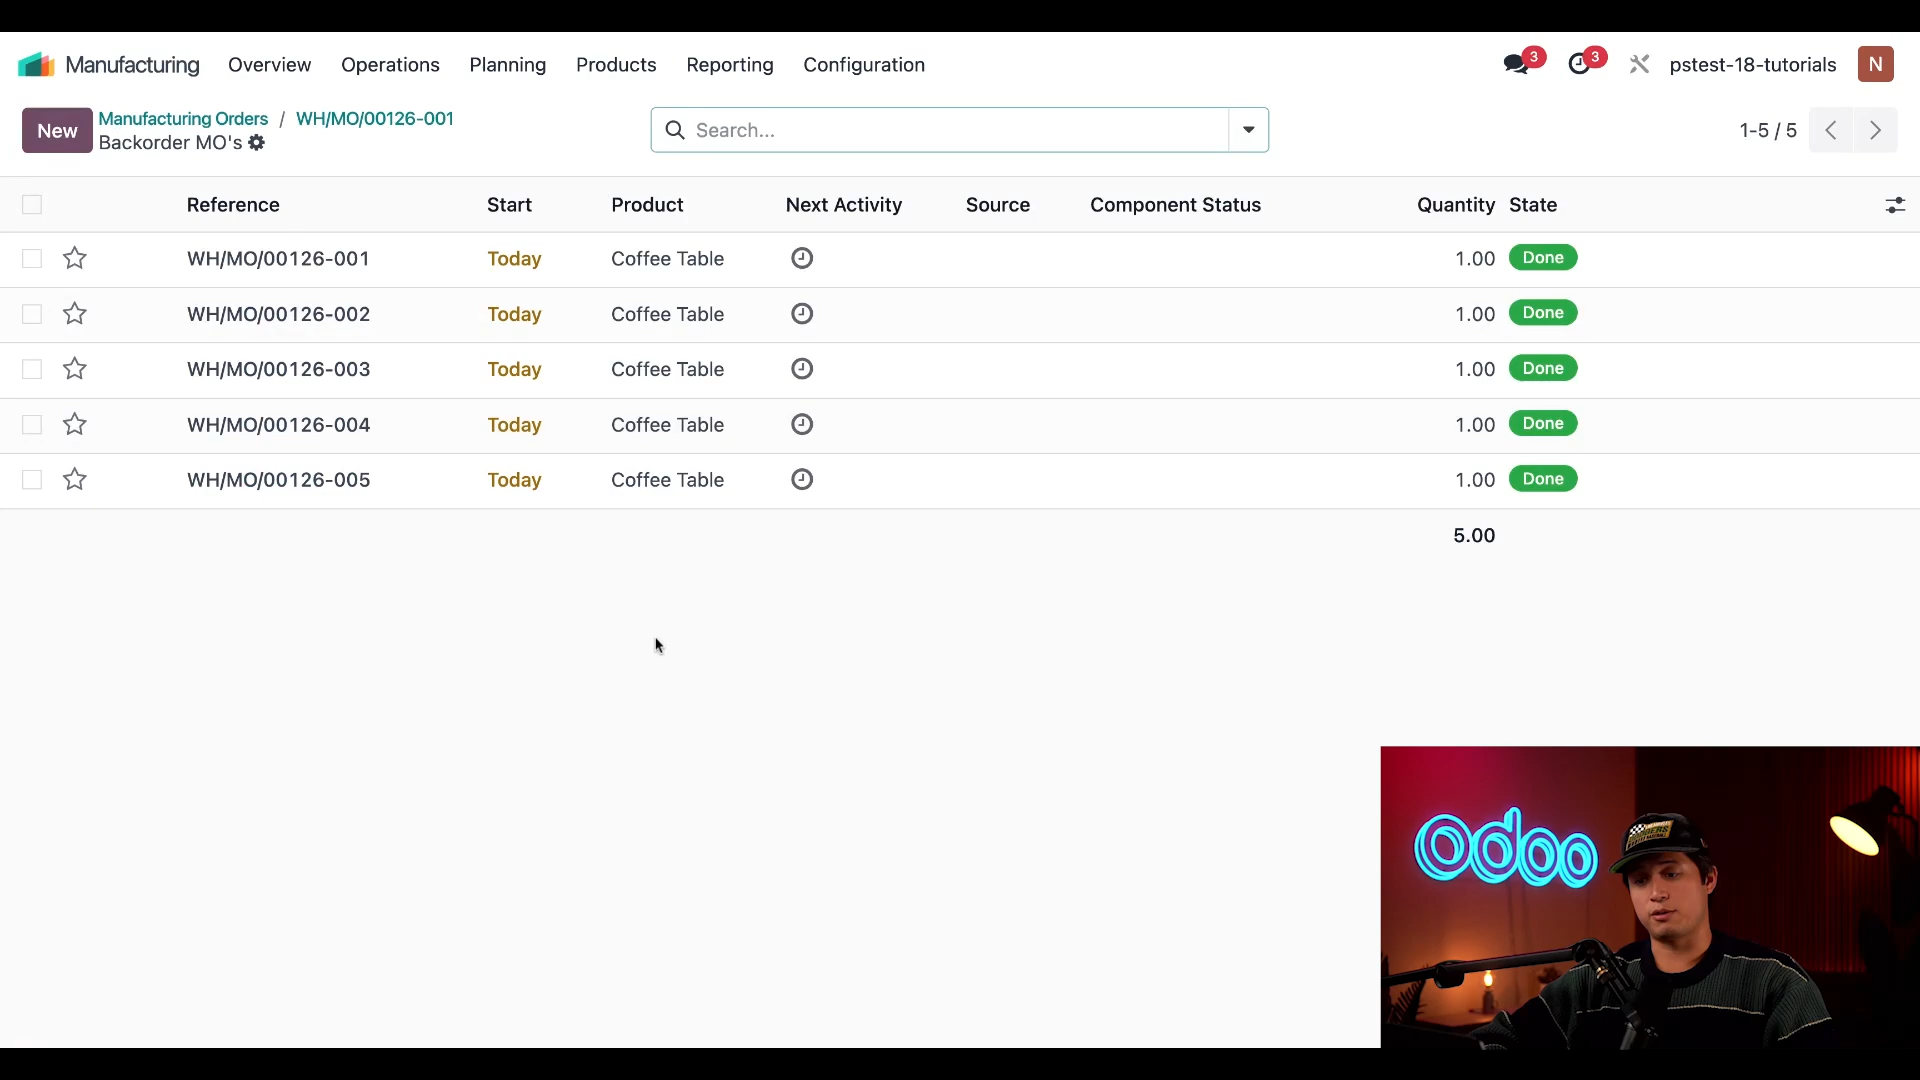 Manufacturing Overview Operations Planning Products Reporting Configuration 3 3 pstest-18-tutorials N
New Manufacturing Orders / WH/MO/00126-001
Backorder MO's
Search...
1-5 / 5
Reference Start Product Next Activity Source Component Status Quantity State
WH/MO/00126-001 Today Coffee Table 1.00 Done
WH/MO/00126-002 Today Coffee Table 1.00 Done
WH/MO/00126-003 Today Coffee Table 1.00 Done
WH/MO/00126-004 Today Coffee Table 1.00 Done
WH/MO/00126-005 Today Coffee Table 1.00 Done
5.00
odoo